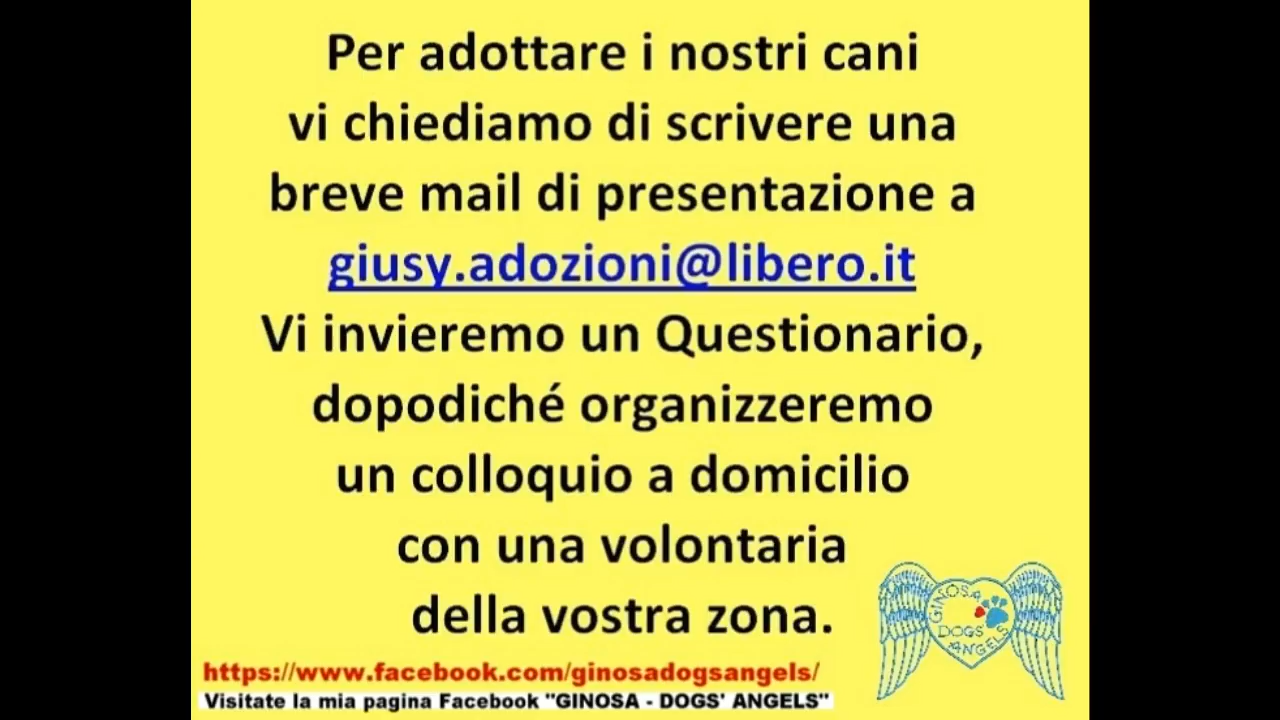 Per adottare i nostri cani
vi chiediamo di scrivere una
breve mail di presentazione a
giusy.adozioni@libero.it
Vi invieremo un Questionario,
dopodiché organizzeremo
un colloquio a domicilio
con una volontaria
della vostra zona.
GINOSA
DOGS'
ANGELS
https://www.facebook.com/ginosadogsangels/
Visitate la mia pagina Facebook "GINOSA - DOGS' ANGELS"